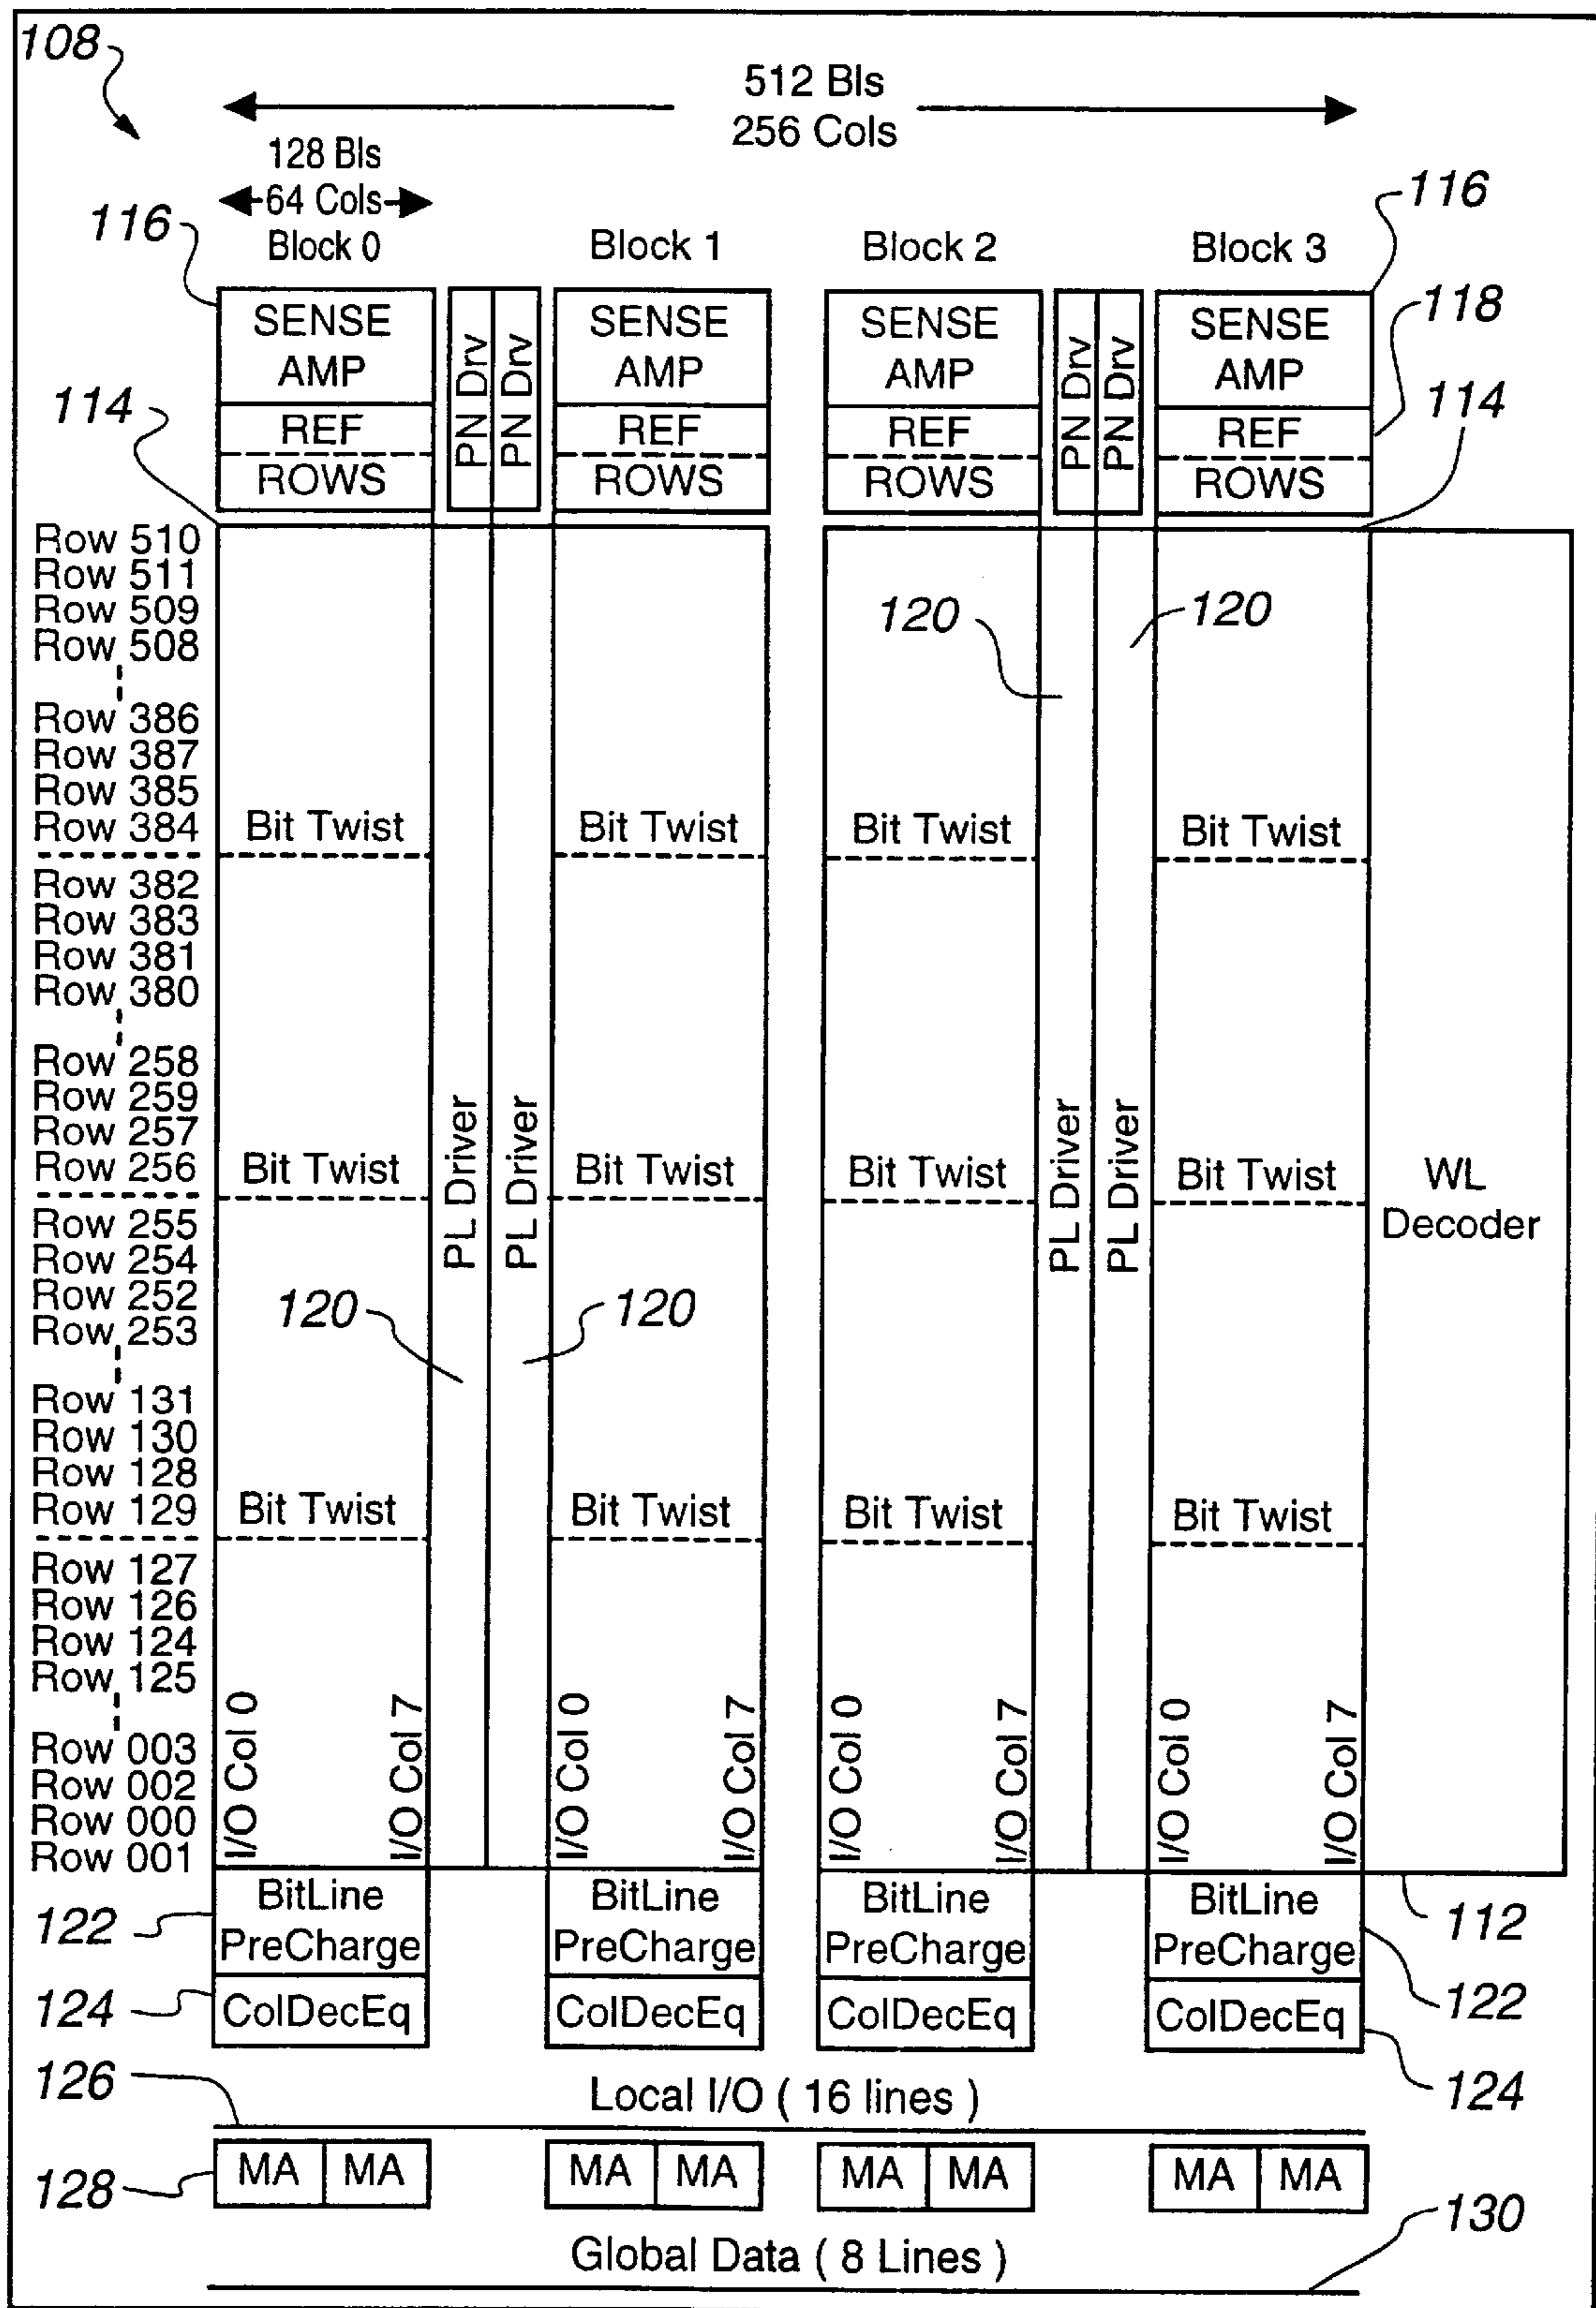 108
512 Bls
256 Cols
128 Bls
64 Cols
116
116
Block 0
Block 1
Block 2
Block 3
SENSE AMP
PN Drv
PN Drv
SENSE AMP
SENSE AMP
PN Drv
PN Drv
SENSE AMP
118
114
114
REF
REF
REF
REF
ROWS
ROWS
ROWS
ROWS
Row 510
Row 511
Row 509
Row 508
120
120
Row 386
Row 387
Row 385
Row 384
Bit Twist
Bit Twist
Bit Twist
Bit Twist
Row 382
Row 383
Row 381
Row 380
Row 258
Row 259
Row 257
Row 256
Bit Twist
Bit Twist
Bit Twist
Bit Twist
PL Driver
PL Driver
PL Driver
PL Driver
WL
Decoder
Row 255
Row 254
Row 252
Row 253
120
120
Row 131
Row 130
Row 128
Row 129
Bit Twist
Bit Twist
Bit Twist
Bit Twist
Row 127
Row 126
Row 124
Row 125
Row 003
Row 002
Row 000
Row 001
I/O Col 0
I/O Col 7
I/O Col 0
I/O Col 7
I/O Col 0
I/O Col 7
I/O Col 0
I/O Col 7
112
122
BitLine PreCharge
BitLine PreCharge
BitLine PreCharge
BitLine PreCharge
122
124
ColDecEq
ColDecEq
ColDecEq
ColDecEq
124
126
Local I/O ( 16 lines )
128
MA
MA
MA
MA
MA
MA
MA
MA
130
Global Data ( 8 Lines )